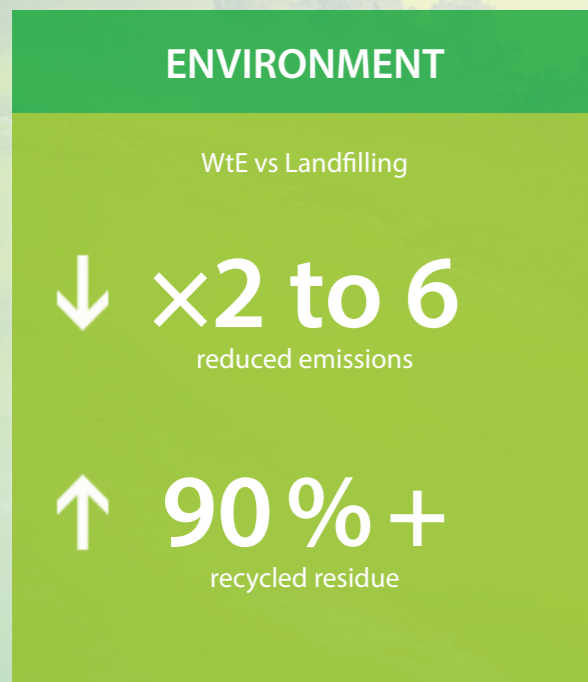 ENVIRONMENT
WtE vs Landfilling
↓ ×2 to 6
reduced emissions
↑ 90 % +
recycled residue